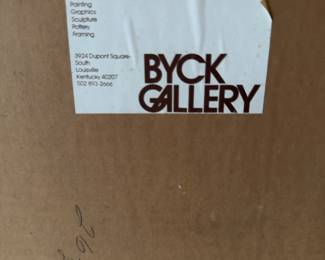 Painting
Graphics
Sculpture
Pottery
Framing
3924 Dupont Square-
South
Louisville
Kentucky 40207
502 893-2666
BYCK
GALLERY